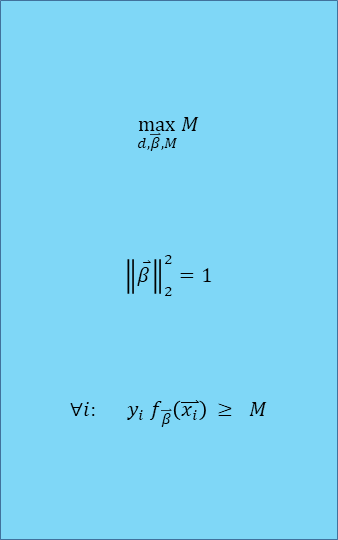 max M
d,β⃗,M
‖β⃗‖₂² = 1
∀i: yᵢ f_β⃗(x⃗ᵢ) ≥ M